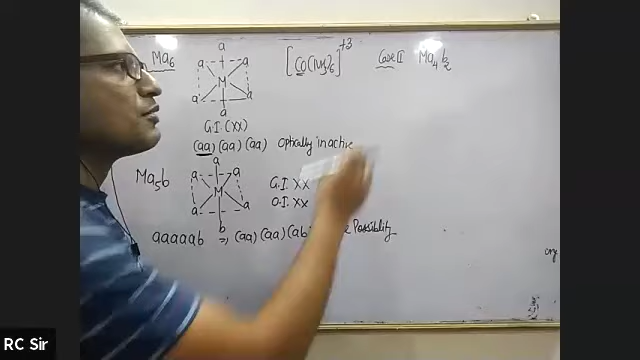 Ma6
a
a a
M
a a
a
G.I. (XX)
(aa) (aa) (aa) Optically inactive
[Co(NH3)6]+3
Case II Ma4b2
Ma5b
a
a a
M
a a
b
G.I. XX
O.I. XX
aaaaab ⇒ (aa) (aa) (ab) Possiblity
RC Sir